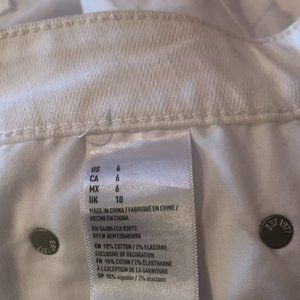 US 6
CA 6
MX 6
UK 10
MADE IN CHINA / FABRIQUÉ EN CHINE /
HECHO EN CHINA
RN 54485 / CA 03873
EN 98% COTTON / 2% ELASTANE
EXCLUSIVE OF DECORATION
FR 98% COTON / 2% ÉLASTHANNE
À L'EXCEPTION DE LA GARNITURE
SP 98% algodón / 2% elastano
EST 1977